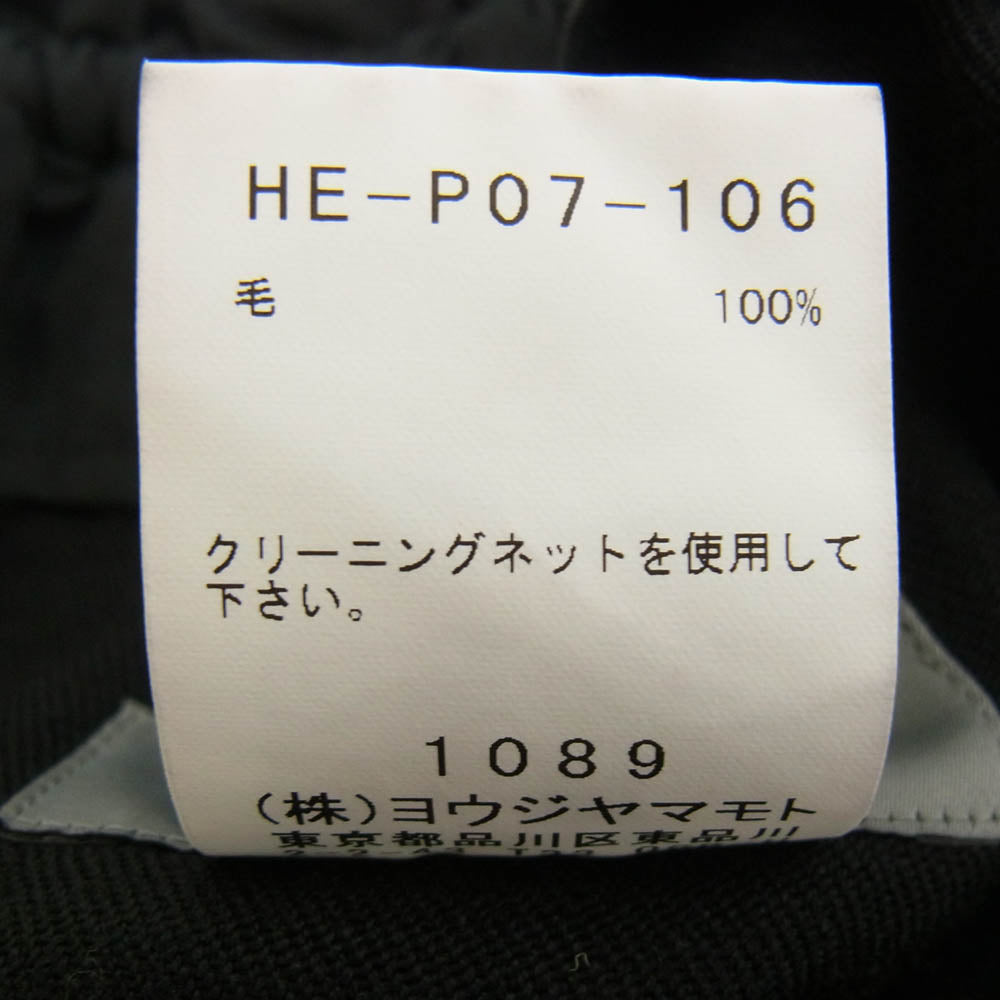 HE-P07-106
毛 100%
クリーニングネットを使用して
下さい。
1089
(株)ヨウジヤマモト
東京都品川区東品川